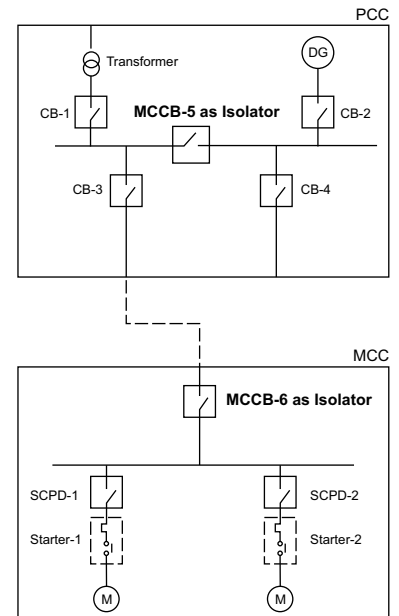 PCC
Transformer
DG
CB-1
MCCB-5 as Isolator
CB-2
CB-3
CB-4
MCC
MCCB-6 as Isolator
SCPD-1
SCPD-2
Starter-1
Starter-2
M
M